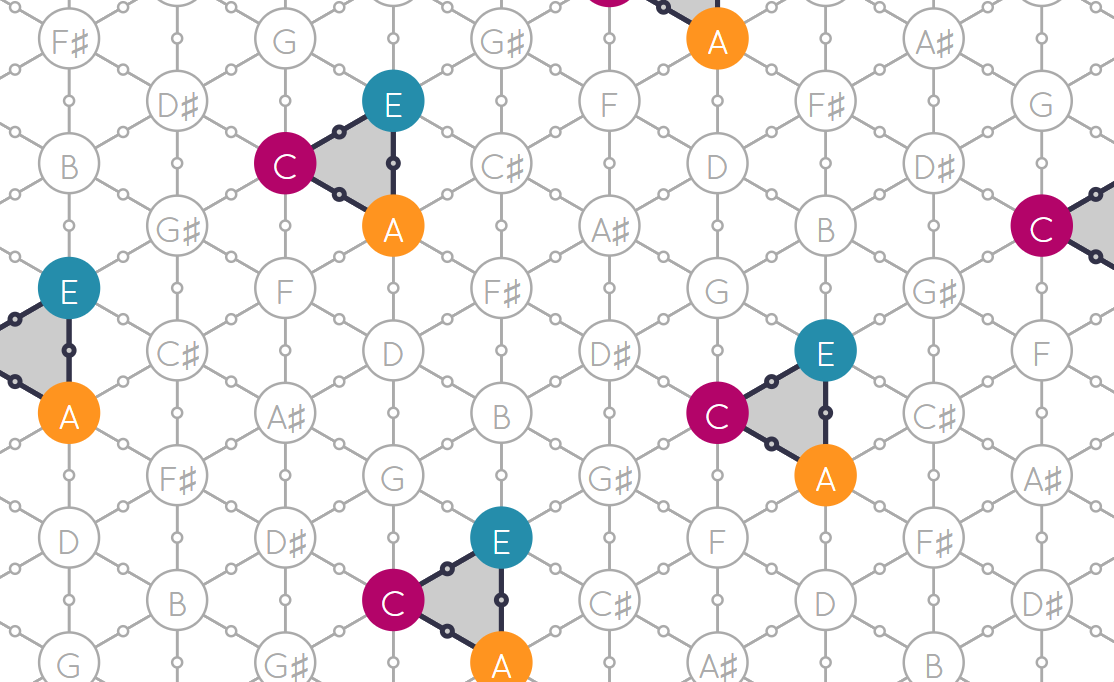 F♯ G G♯ A A♯
D♯ E F F♯ G
B C C♯ D D♯
G♯ A A♯ B C
E F F♯ G G♯
C♯ D D♯ E F
A A♯ B C C♯
F♯ G G♯ A A♯
D D♯ E F F♯
B C C♯ D D♯
G G♯ A A♯ B